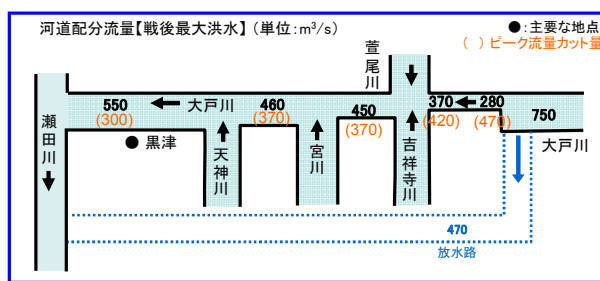 河道配分流量【戦後最大洪水】（単位：m³/s）
●：主要な地点
（ ）ピーク流量カット量
萱尾川
瀬田川
550
(300)
大戸川
460
(370)
450
(370)
370
(420)
280
(470)
750
大戸川
● 黒津
天神川
宮川
吉祥寺川
470
放水路